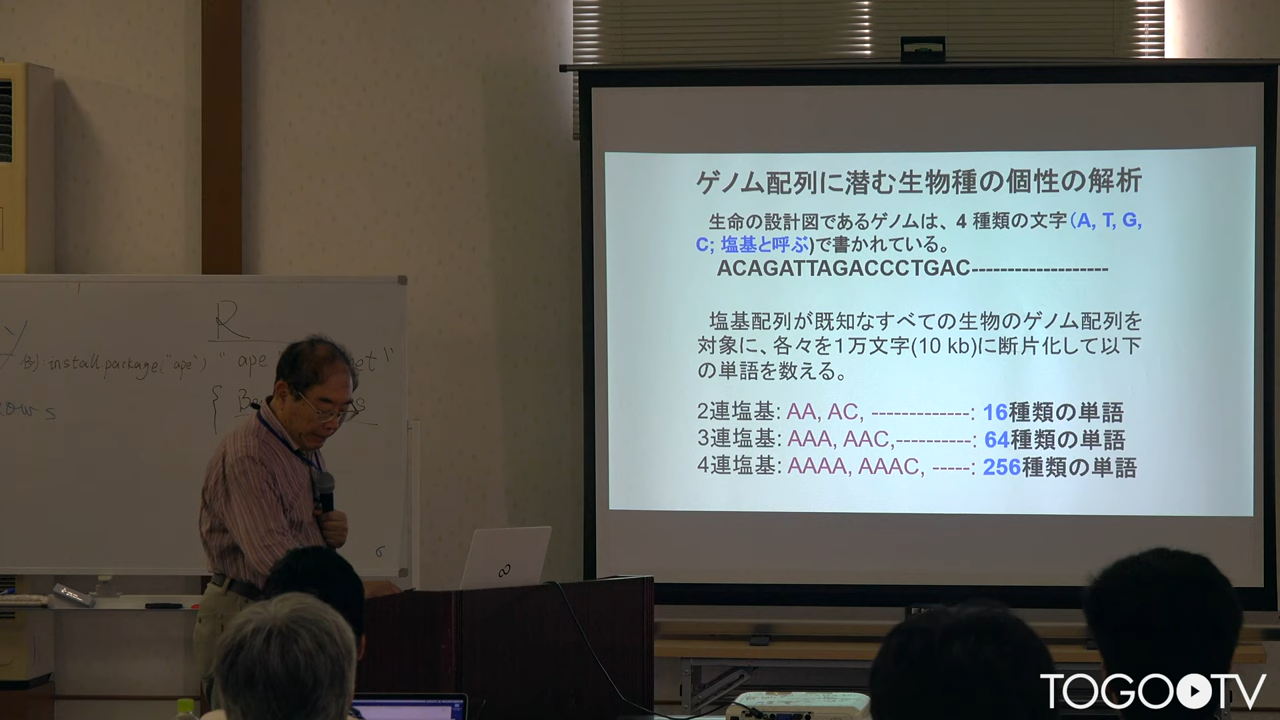 ゲノム配列に潜む生物種の個性の解析
生命の設計図であるゲノムは、４種類の文字(A, T, G,
C; 塩基と呼ぶ)で書かれている。
ACAGATTAGACCCTGAC-------------------
塩基配列が既知なすべての生物のゲノム配列を
対象に、各々を１万文字(10 kb)に断片化して以下
の単語を数える。
2連塩基: AA, AC, -------------: 16種類の単語
3連塩基: AAA, AAC,----------: 64種類の単語
4連塩基: AAAA, AAAC, -----: 256種類の単語
R
install.package("ape") "ape
TOGOTV